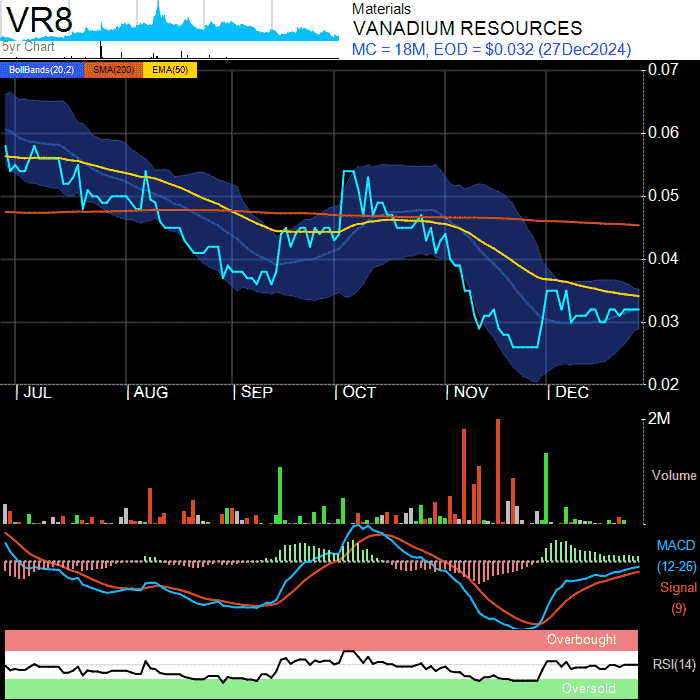 VR8
5yr Chart
Materials
VANADIUM RESOURCES
MC = 18M, EOD = $0.032 (27Dec2024)
BollBands(20,2) SMA(200) EMA(50)
0.07
0.06
0.05
0.04
0.03
0.02
JUL AUG SEP OCT NOV DEC
2M
Volume
MACD
(12-26)
Signal
(9)
Overbought
RSI(14)
Oversold